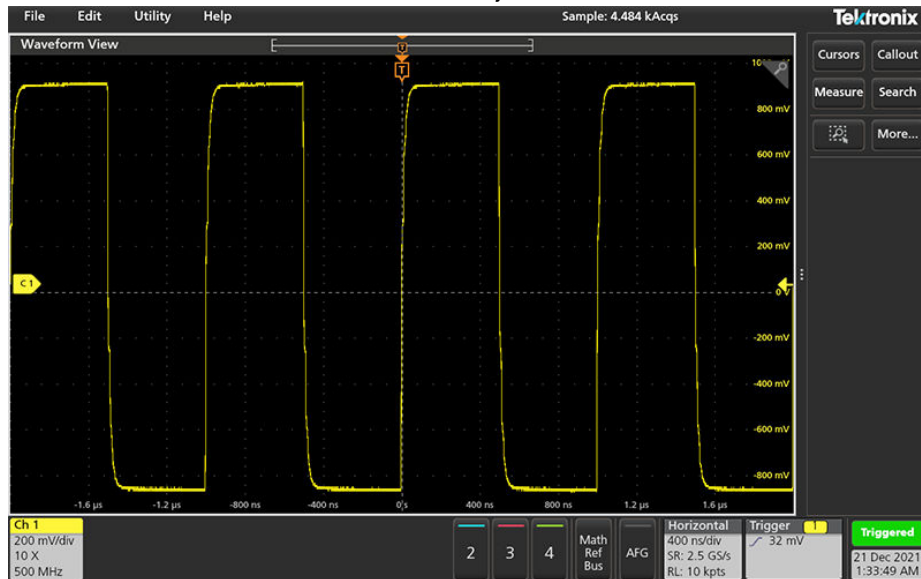 File Edit Utility Help Sample: 4.484 kAcqs Tektronix
Waveform View
T
T
Cursors Callout
Measure Search
More...
800 mV
600 mV
400 mV
200 mV
C 1
0 V
-200 mV
-400 mV
-600 mV
-800 mV
-1.6 µs -1.2 µs -800 ns -400 ns 0 s 400 ns 800 ns 1.2 µs 1.6 µs
Ch 1
200 mV/div
10 X
500 MHz
2 3 4
Math
Ref
Bus
AFG
Horizontal
400 ns/div
SR: 2.5 GS/s
RL: 10 kpts
Trigger 1
32 mV
Triggered
21 Dec 2021
1:33:49 AM